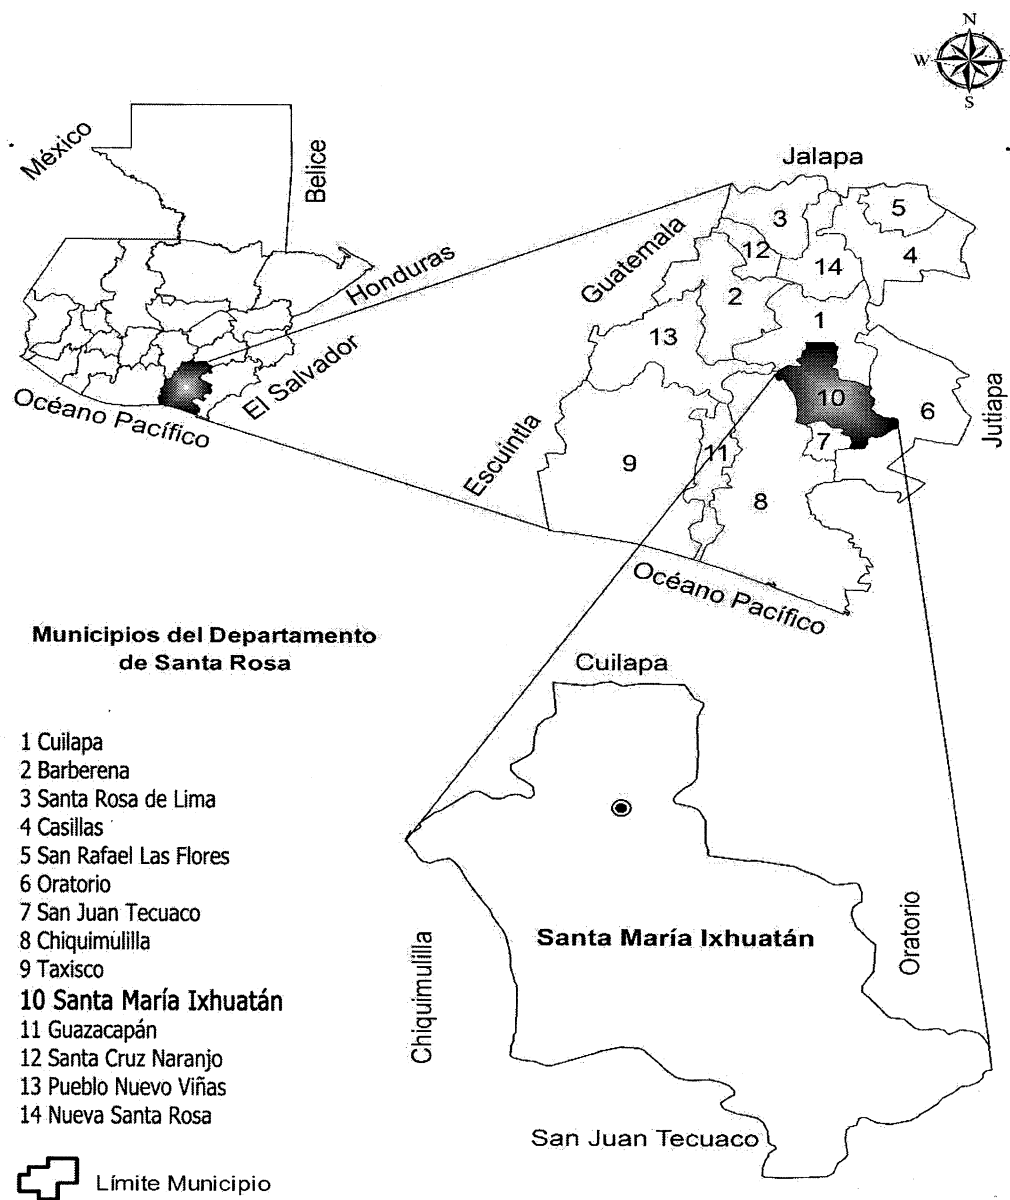 N
W
S
México
Belice
Honduras
El Salvador
Océano Pacífico
Jalapa
Guatemala
Escuintla
Jutiapa
Océano Pacífico
3
5
12
14
4
2
1
13
10
6
7
11
9
8
Municipios del Departamento
de Santa Rosa
1 Cuilapa
2 Barberena
3 Santa Rosa de Lima
4 Casillas
5 San Rafael Las Flores
6 Oratorio
7 San Juan Tecuaco
8 Chiquimulilla
9 Taxisco
10 Santa María Ixhuatán
11 Guazacapán
12 Santa Cruz Naranjo
13 Pueblo Nuevo Viñas
14 Nueva Santa Rosa
Límite Municipio
Cuilapa
Santa María Ixhuatán
Chiquimulilla
Oratorio
San Juan Tecuaco